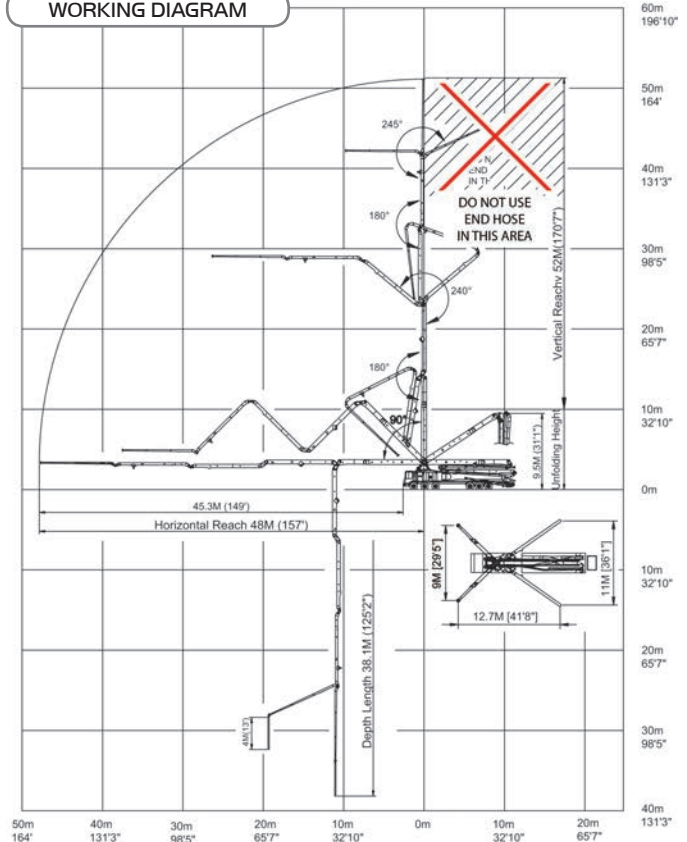 WORKING DIAGRAM
60m
196'10"
50m
164'
40m
131'3"
30m
98'5"
20m
65'7"
10m
32'10"
0m
10m
32'10"
20m
65'7"
30m
98'5"
40m
131'3"
245°
180°
240°
180°
90°
N
END
IN TH
DO NOT USE
END HOSE
IN THIS AREA
Vertical Reachv 52M(170'7")
Unfolding Height
9.5M (31'1")
45.3M (149')
Horizontal Reach 48M (157')
Depth Length 38.1M (125'2")
4M(13')
9M [29'5"]
11M [36'1"]
12.7M [41'8"]
50m
164'
40m
131'3"
30m
98'5"
20m
65'7"
10m
32'10"
0m
10m
32'10"
20m
65'7"